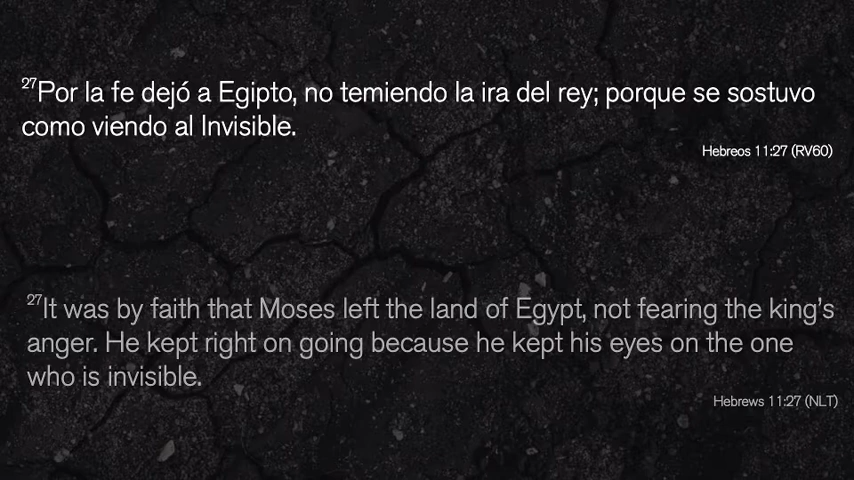 27Por la fe dejó a Egipto, no temiendo la ira del rey; porque se sostuvo
como viendo al Invisible.
Hebreos 11:27 (RV60)
27It was by faith that Moses left the land of Egypt, not fearing the king's
anger. He kept right on going because he kept his eyes on the one
who is invisible.
Hebrews 11:27 (NLT)